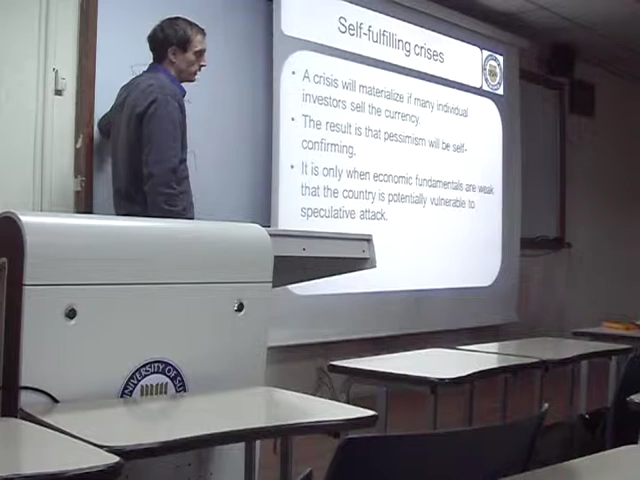 Self-fulfilling crises
• A crisis will materialize if many individual
investors sell the currency.
• The result is that pessimism will be self-
confirming.
• It is only when economic fundamentals are weak
that the country is potentially vulnerable to
speculative attack.
UNIVERSITY OF